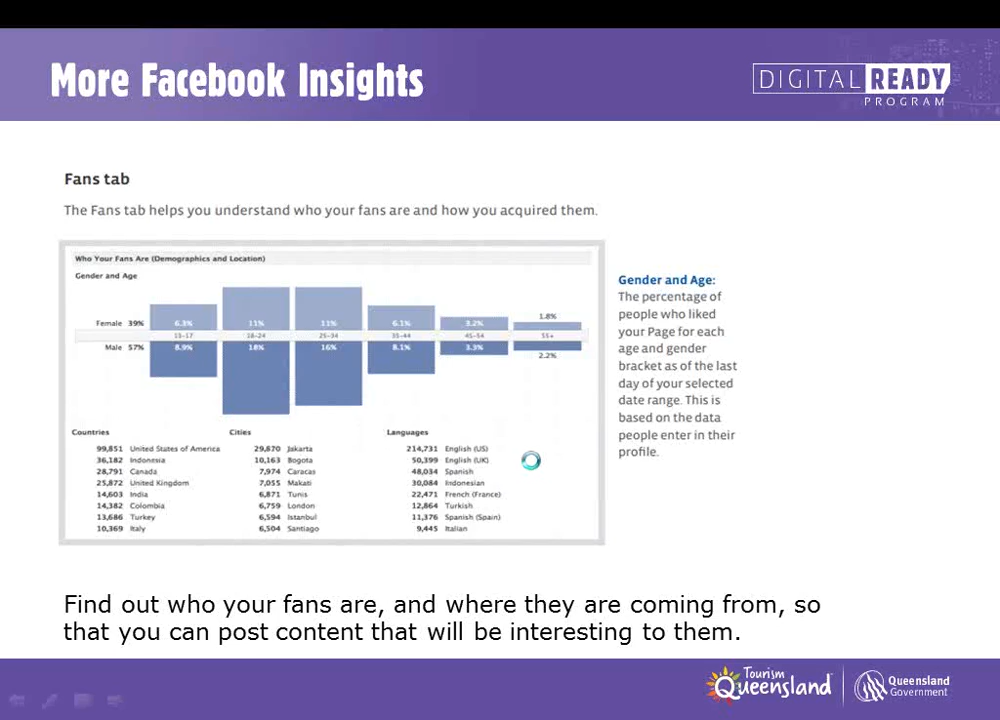 More Facebook Insights
DIGITAL READY
PROGRAM
Fans tab
The Fans tab helps you understand who your fans are and how you acquired them.
Who Your Fans Are (Demographics and Location)
Gender and Age
Female 39% 6.3% 11% 11% 6.1% 3.2% 1.8%
13-17 18-24 25-34 35-44 45-54 55+
Male 57% 8.9% 18% 16% 8.1% 3.3% 2.2%
Gender and Age:
The percentage of
people who liked
your Page for each
age and gender
bracket as of the last
day of your selected
date range. This is
based on the data
people enter in their
profile.
Countries Cities Languages
99,851 United States of America 29,870 Jakarta 214,731 English (US)
36,182 Indonesia 10,163 Bogota 50,399 English (UK)
28,791 Canada 7,974 Caracas 48,034 Spanish
25,872 United Kingdom 7,055 Makati 30,084 Indonesian
14,603 India 6,871 Tunis 22,471 French (France)
14,382 Colombia 6,759 London 12,864 Turkish
13,686 Turkey 6,594 Istanbul 11,376 Spanish (Spain)
10,369 Italy 6,504 Santiago 9,445 Italian
Find out who your fans are, and where they are coming from, so
that you can post content that will be interesting to them.
Tourism
Queensland
Queensland
Government